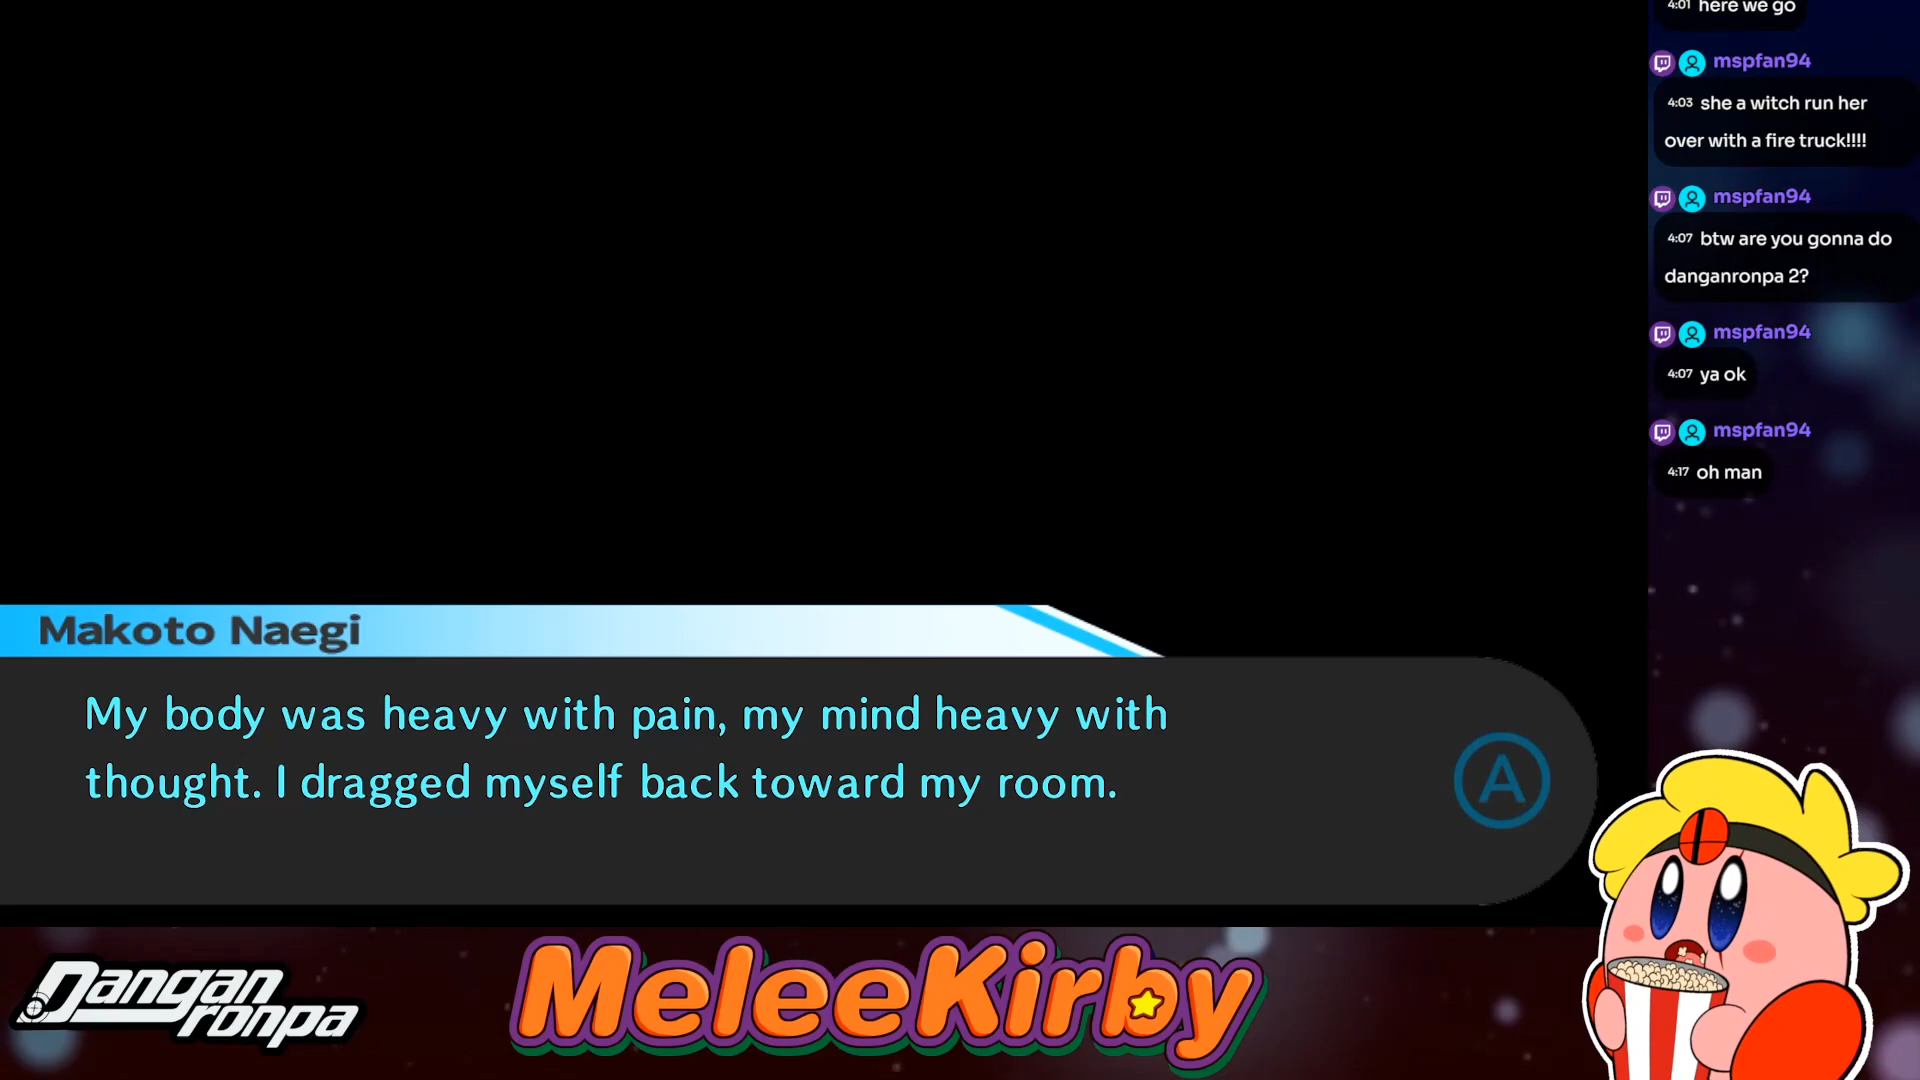 4:01 here we go
mspfan94
4:03 she a witch run her
over with a fire truck!!!!
mspfan94
4:07 btw are you gonna do
danganronpa 2?
mspfan94
4:07 ya ok
mspfan94
4:17 oh man
Makoto Naegi
My body was heavy with pain, my mind heavy with
thought. I dragged myself back toward my room.
A
Dangan
ronpa
MeleeKirby